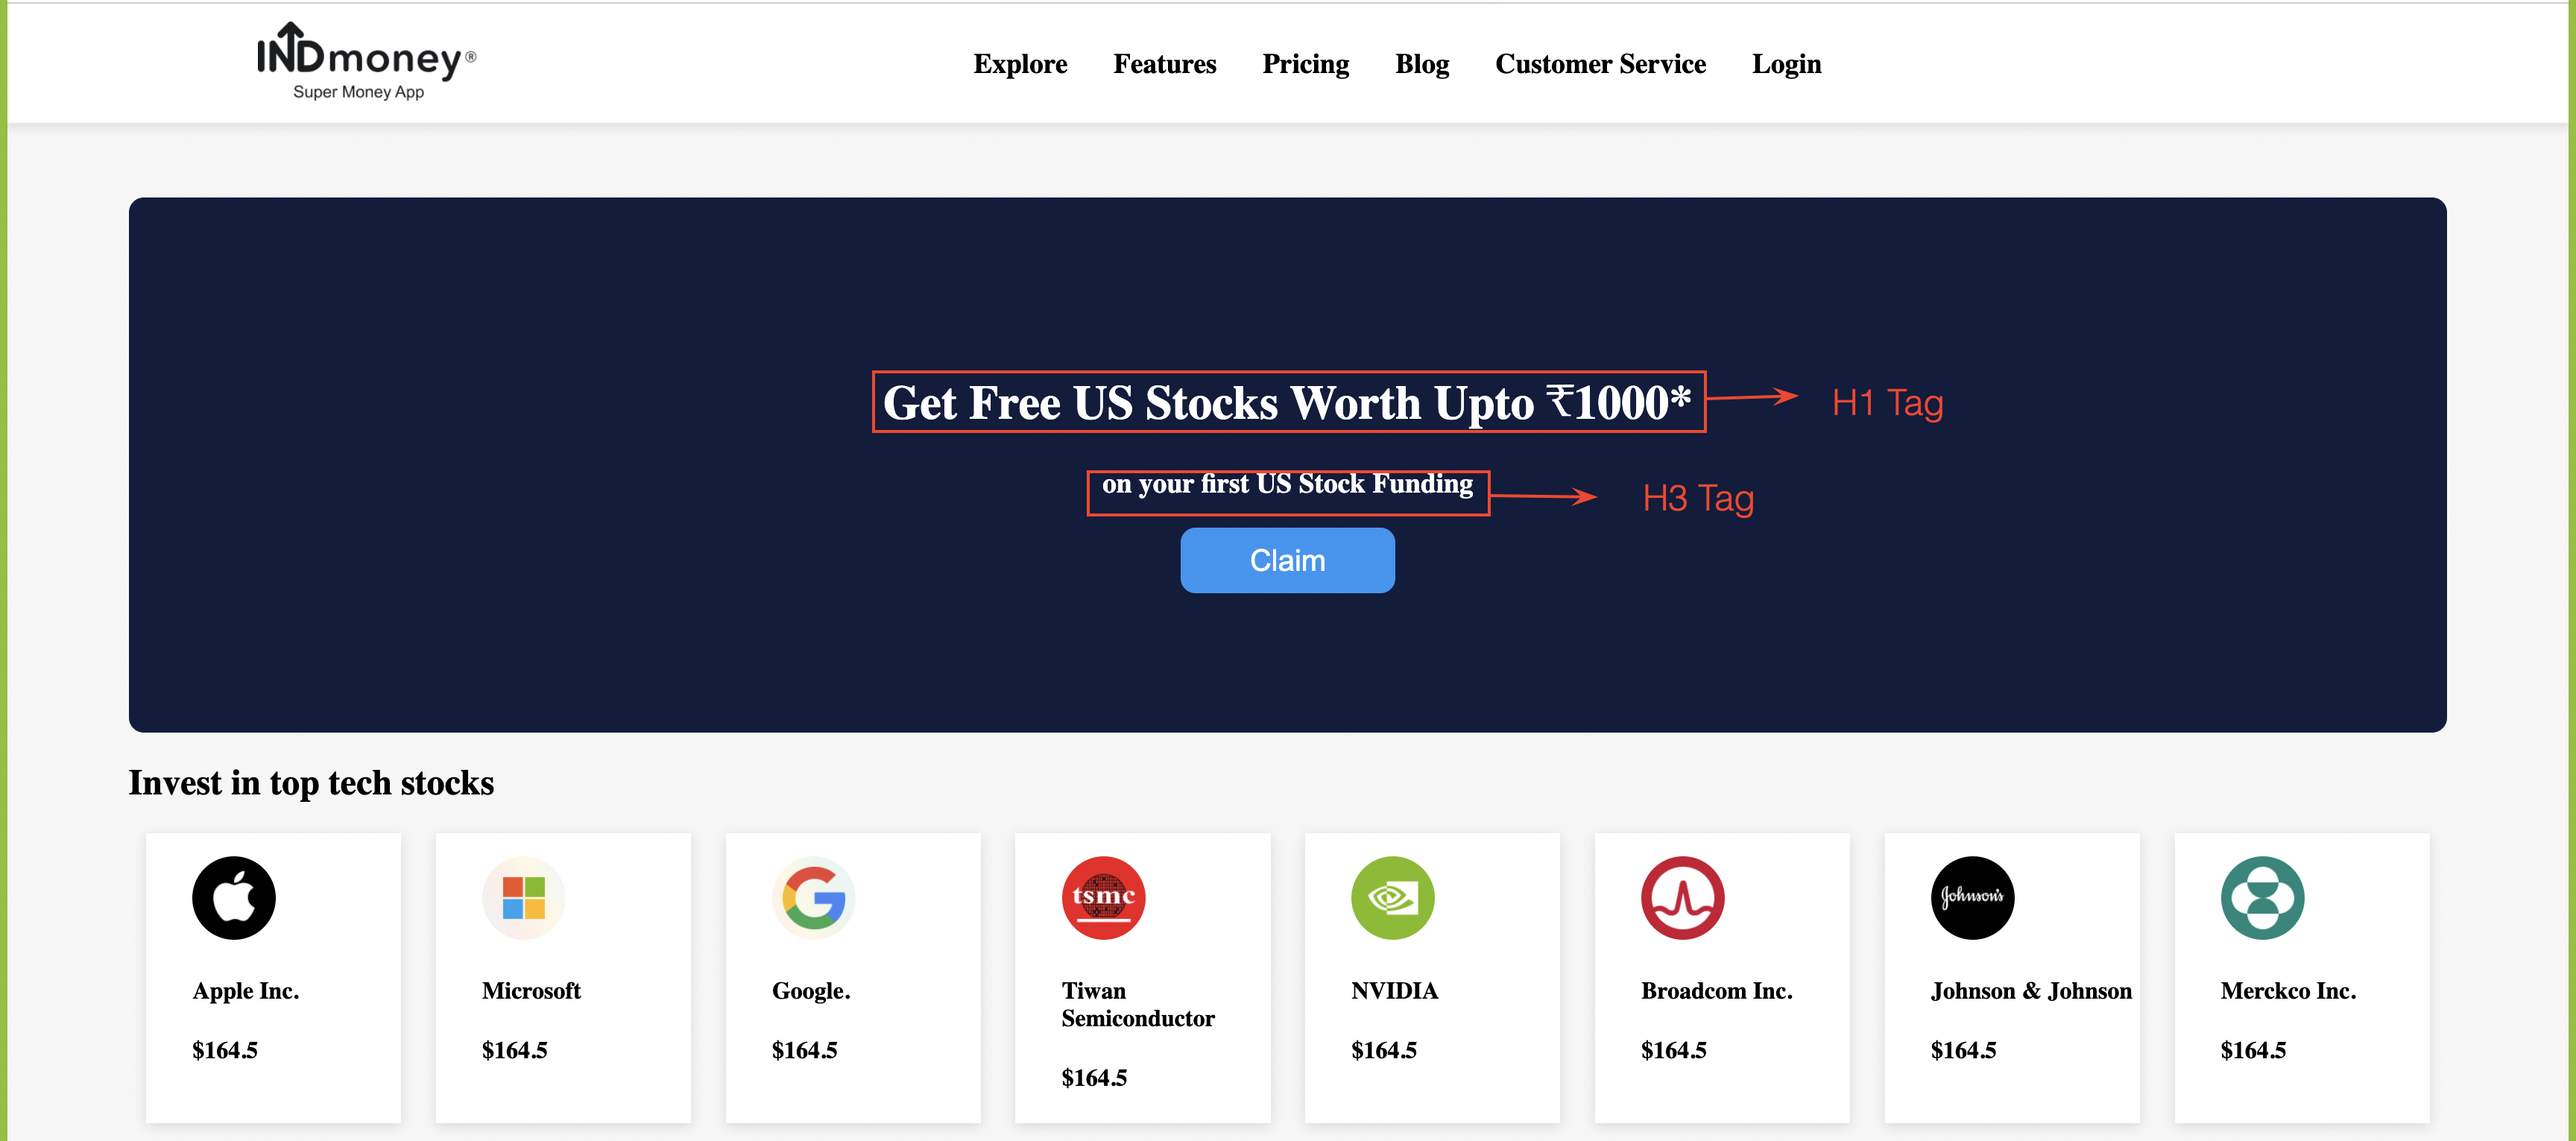 INDmoney®
Super Money App
Explore Features Pricing Blog Customer Service Login
Get Free US Stocks Worth Upto ₹1000*
H1 Tag
on your first US Stock Funding
H3 Tag
Claim
Invest in top tech stocks
tsmc
Johnson's
Apple Inc.
$164.5
Microsoft
$164.5
Google.
$164.5
Tiwan
Semiconductor
$164.5
NVIDIA
$164.5
Broadcom Inc.
$164.5
Johnson & Johnson
$164.5
Merckco Inc.
$164.5